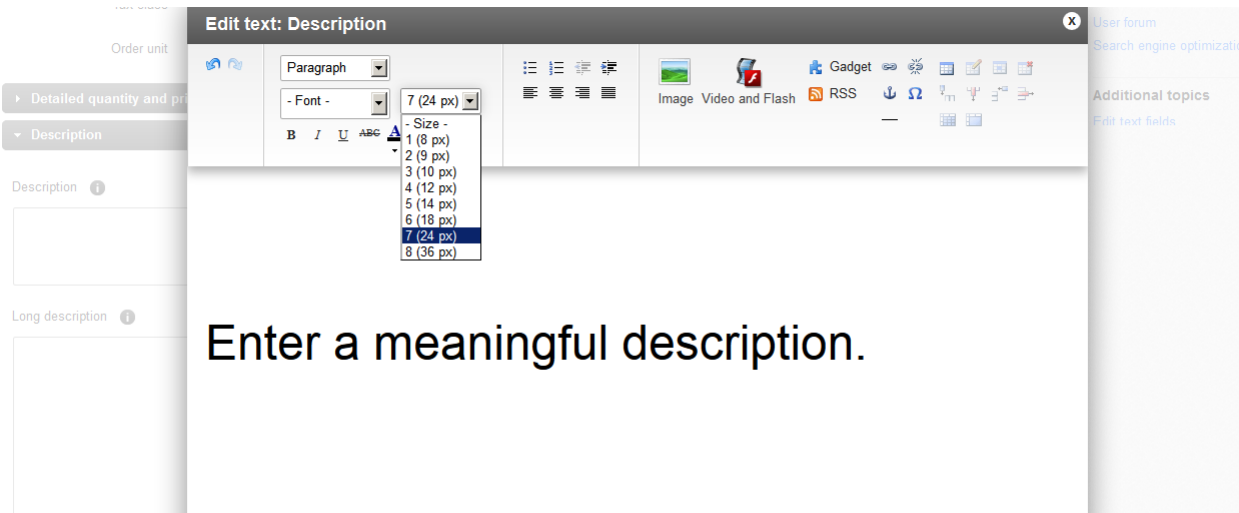 Edit text: Description
x
User forum
Order unit
Search engine optimizatio
Paragraph
Gadget
- Font -
7 (24 px)
Image
Video and Flash
RSS
Ω
Detailed quantity and pri
Additional topics
- Size -
B I U ABC A
Description
Edit text fields
1 (8 px)
2 (9 px)
3 (10 px)
4 (12 px)
5 (14 px)
6 (18 px)
7 (24 px)
8 (36 px)
Description i
Long description i
Enter a meaningful description.